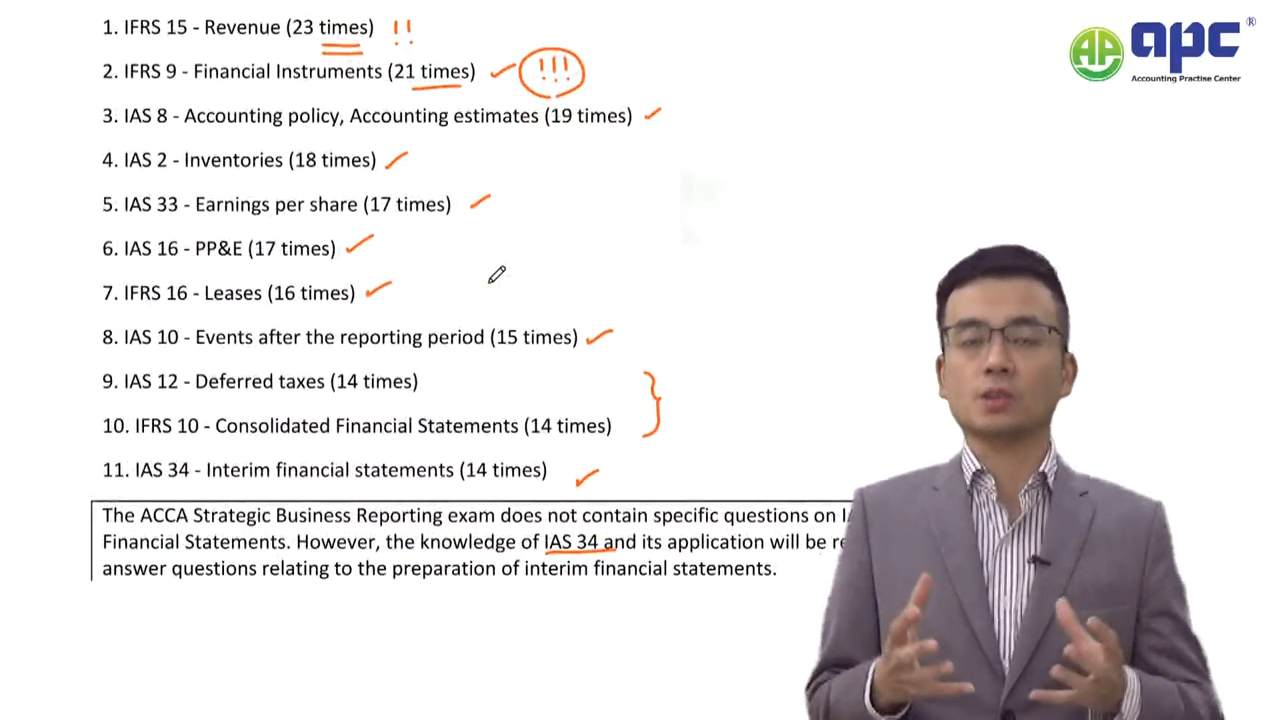 1. IFRS 15 - Revenue (23 times) !!
2. IFRS 9 - Financial Instruments (21 times) !!!
3. IAS 8 - Accounting policy, Accounting estimates (19 times)
4. IAS 2 - Inventories (18 times)
5. IAS 33 - Earnings per share (17 times)
6. IAS 16 - PP&E (17 times)
7. IFRS 16 - Leases (16 times)
8. IAS 10 - Events after the reporting period (15 times)
9. IAS 12 - Deferred taxes (14 times)
10. IFRS 10 - Consolidated Financial Statements (14 times)
11. IAS 34 - Interim financial statements (14 times)
The ACCA Strategic Business Reporting exam does not contain specific questions on
Financial Statements. However, the knowledge of IAS 34 and its application will be
answer questions relating to the preparation of interim financial statements.
AP apc ®
Accounting Practise Center